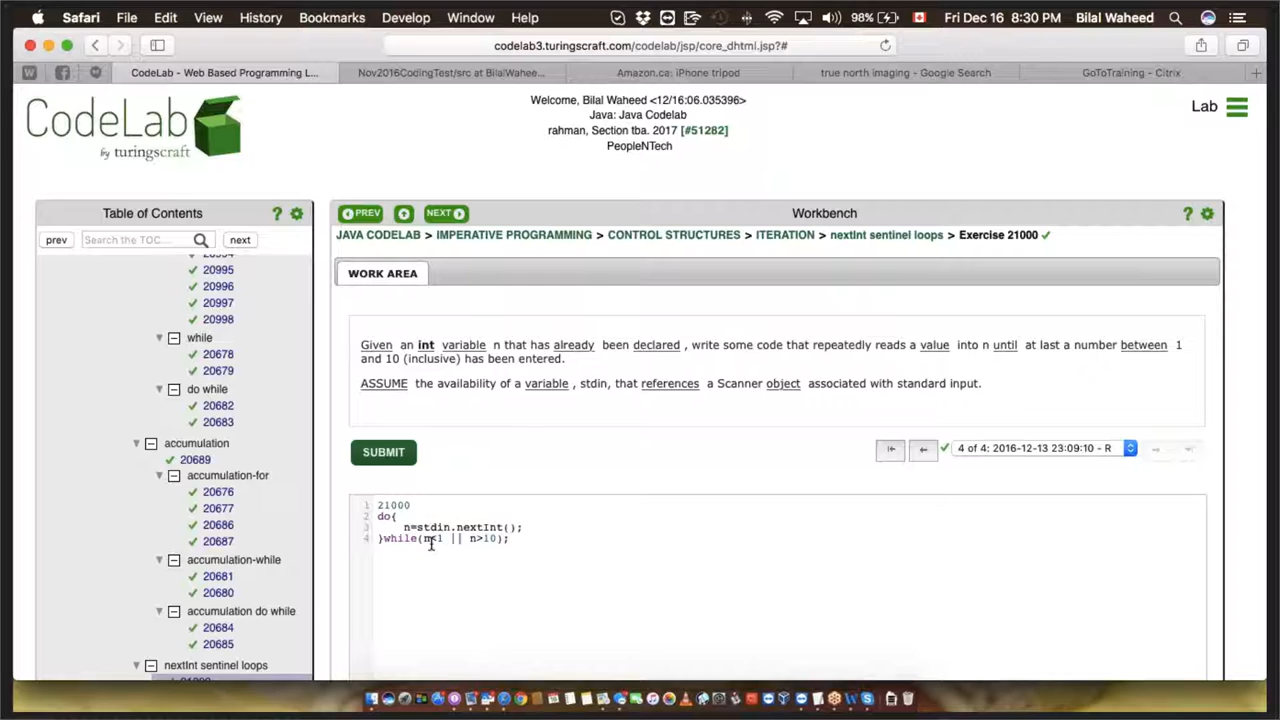 Safari File Edit View History Bookmarks Develop Window Help 98% Fri Dec 16 8:30 PM Bilal Waheed
codelab3.turingscraft.com/codelab/jsp/core_dhtml.jsp?#
CodeLab - Web Based Programming L... Nov2016CodingTest/src at BilalWahee... Amazon.ca: iPhone tripod true north imaging - Google Search GoToTraining - Citrix
CodeLab
by turingscraft
Welcome, Bilal Waheed <12/16:06.035396>
Java: Java Codelab
rahman, Section tba. 2017 [#51282]
PeopleNTech
Lab
Table of Contents
prev Search the TOC... next
20995
20996
20997
20998
while
20678
20679
do while
20682
20683
accumulation
20689
accumulation-for
20676
20677
20686
20687
accumulation-while
20681
20680
accumulation do while
20684
20685
nextInt sentinel loops
PREV NEXT Workbench
JAVA CODELAB > IMPERATIVE PROGRAMMING > CONTROL STRUCTURES > ITERATION > nextInt sentinel loops > Exercise 21000
WORK AREA
Given an int variable n that has already been declared , write some code that repeatedly reads a value into n until at last a number between 1
and 10 (inclusive) has been entered.
ASSUME the availability of a variable , stdin, that references a Scanner object associated with standard input.
SUBMIT 4 of 4: 2016-12-13 23:09:10 - R
1 21000
2 do{
3 n=stdin.nextInt();
4 }while(n<1 || n>10);